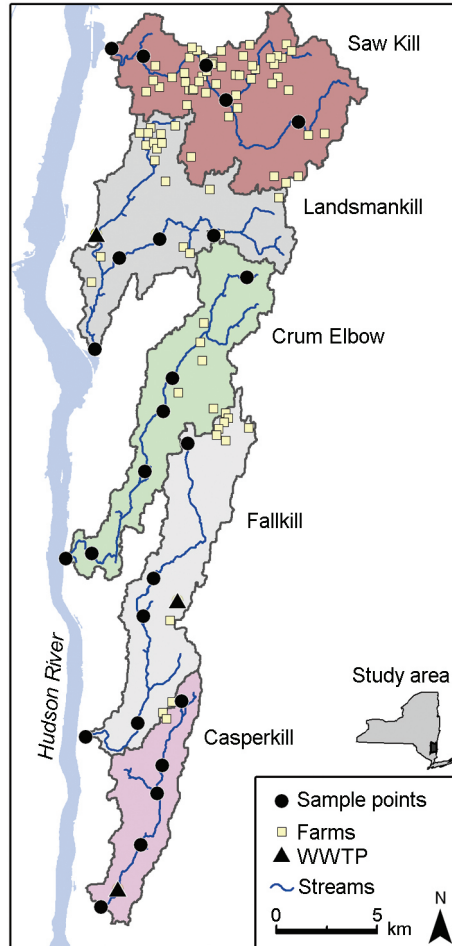 Saw Kill
Landsmankill
Crum Elbow
Fallkill
Hudson River
Study area
Casperkill
Sample points
Farms
WWTP
Streams
N
0 5
km